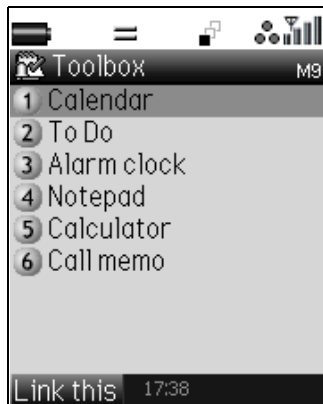 Toolbox M9
1 Calendar
2 To Do
3 Alarm clock
4 Notepad
5 Calculator
6 Call memo
Link this 17:38